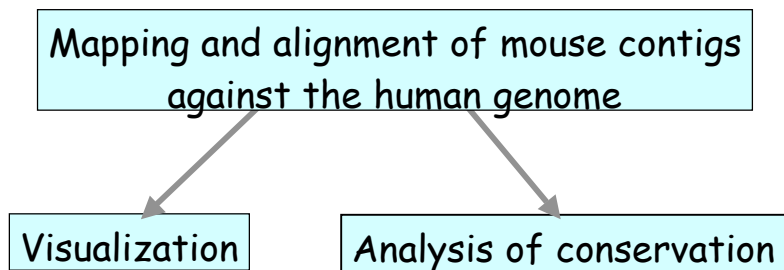 Mapping and alignment of mouse contigs
against the human genome
Visualization
Analysis of conservation